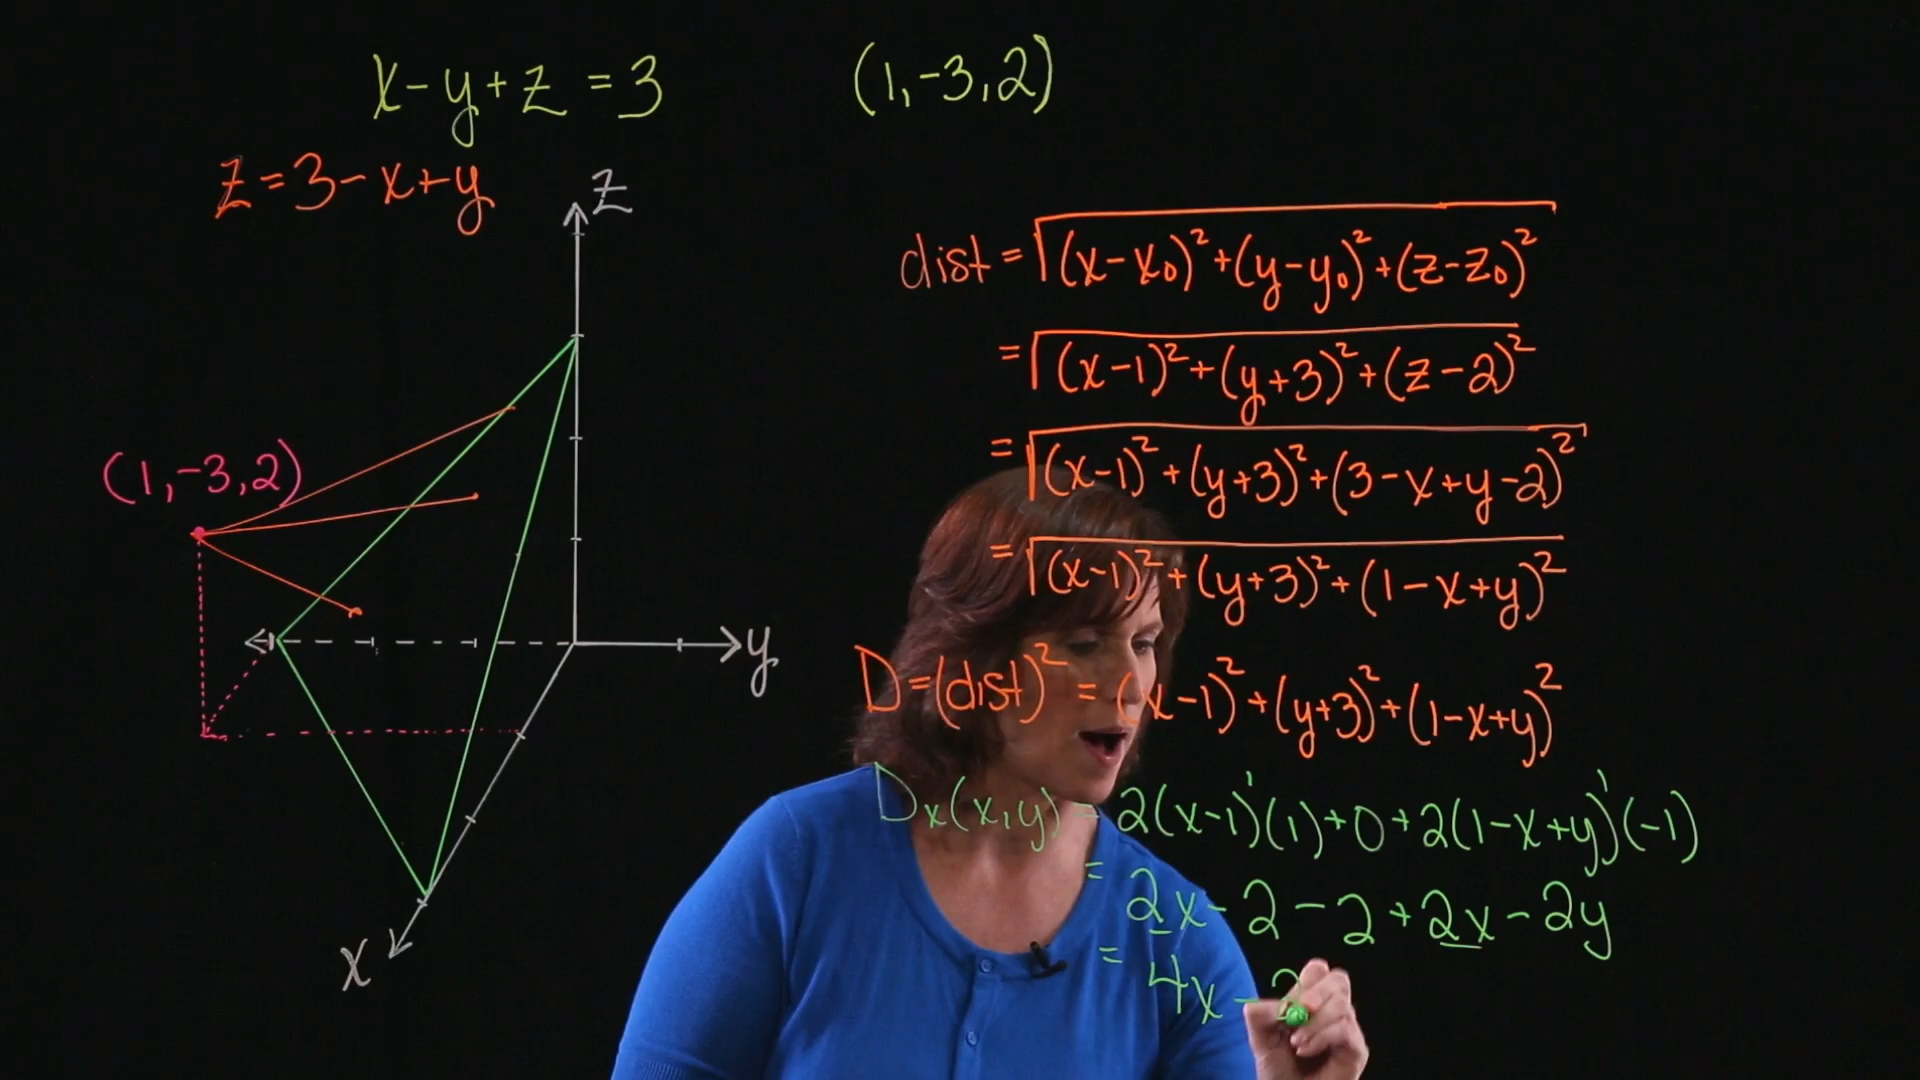 x-y+z=3
(1,-3,2)
z=3-x+y
z
y
x
(1,-3,2)
dist=√(x-x₀)²+(y-y₀)²+(z-z₀)²
=√(x-1)²+(y+3)²+(z-2)²
=√(x-1)²+(y+3)²+(3-x+y-2)²
=√(x-1)²+(y+3)²+(1-x+y)²
D=(dist)²=(x-1)²+(y+3)²+(1-x+y)²
Dₓ(x,y)=2(x-1)¹(1)+0+2(1-x+y)¹(-1)
=2x-2-2+2x-2y
=4x-2